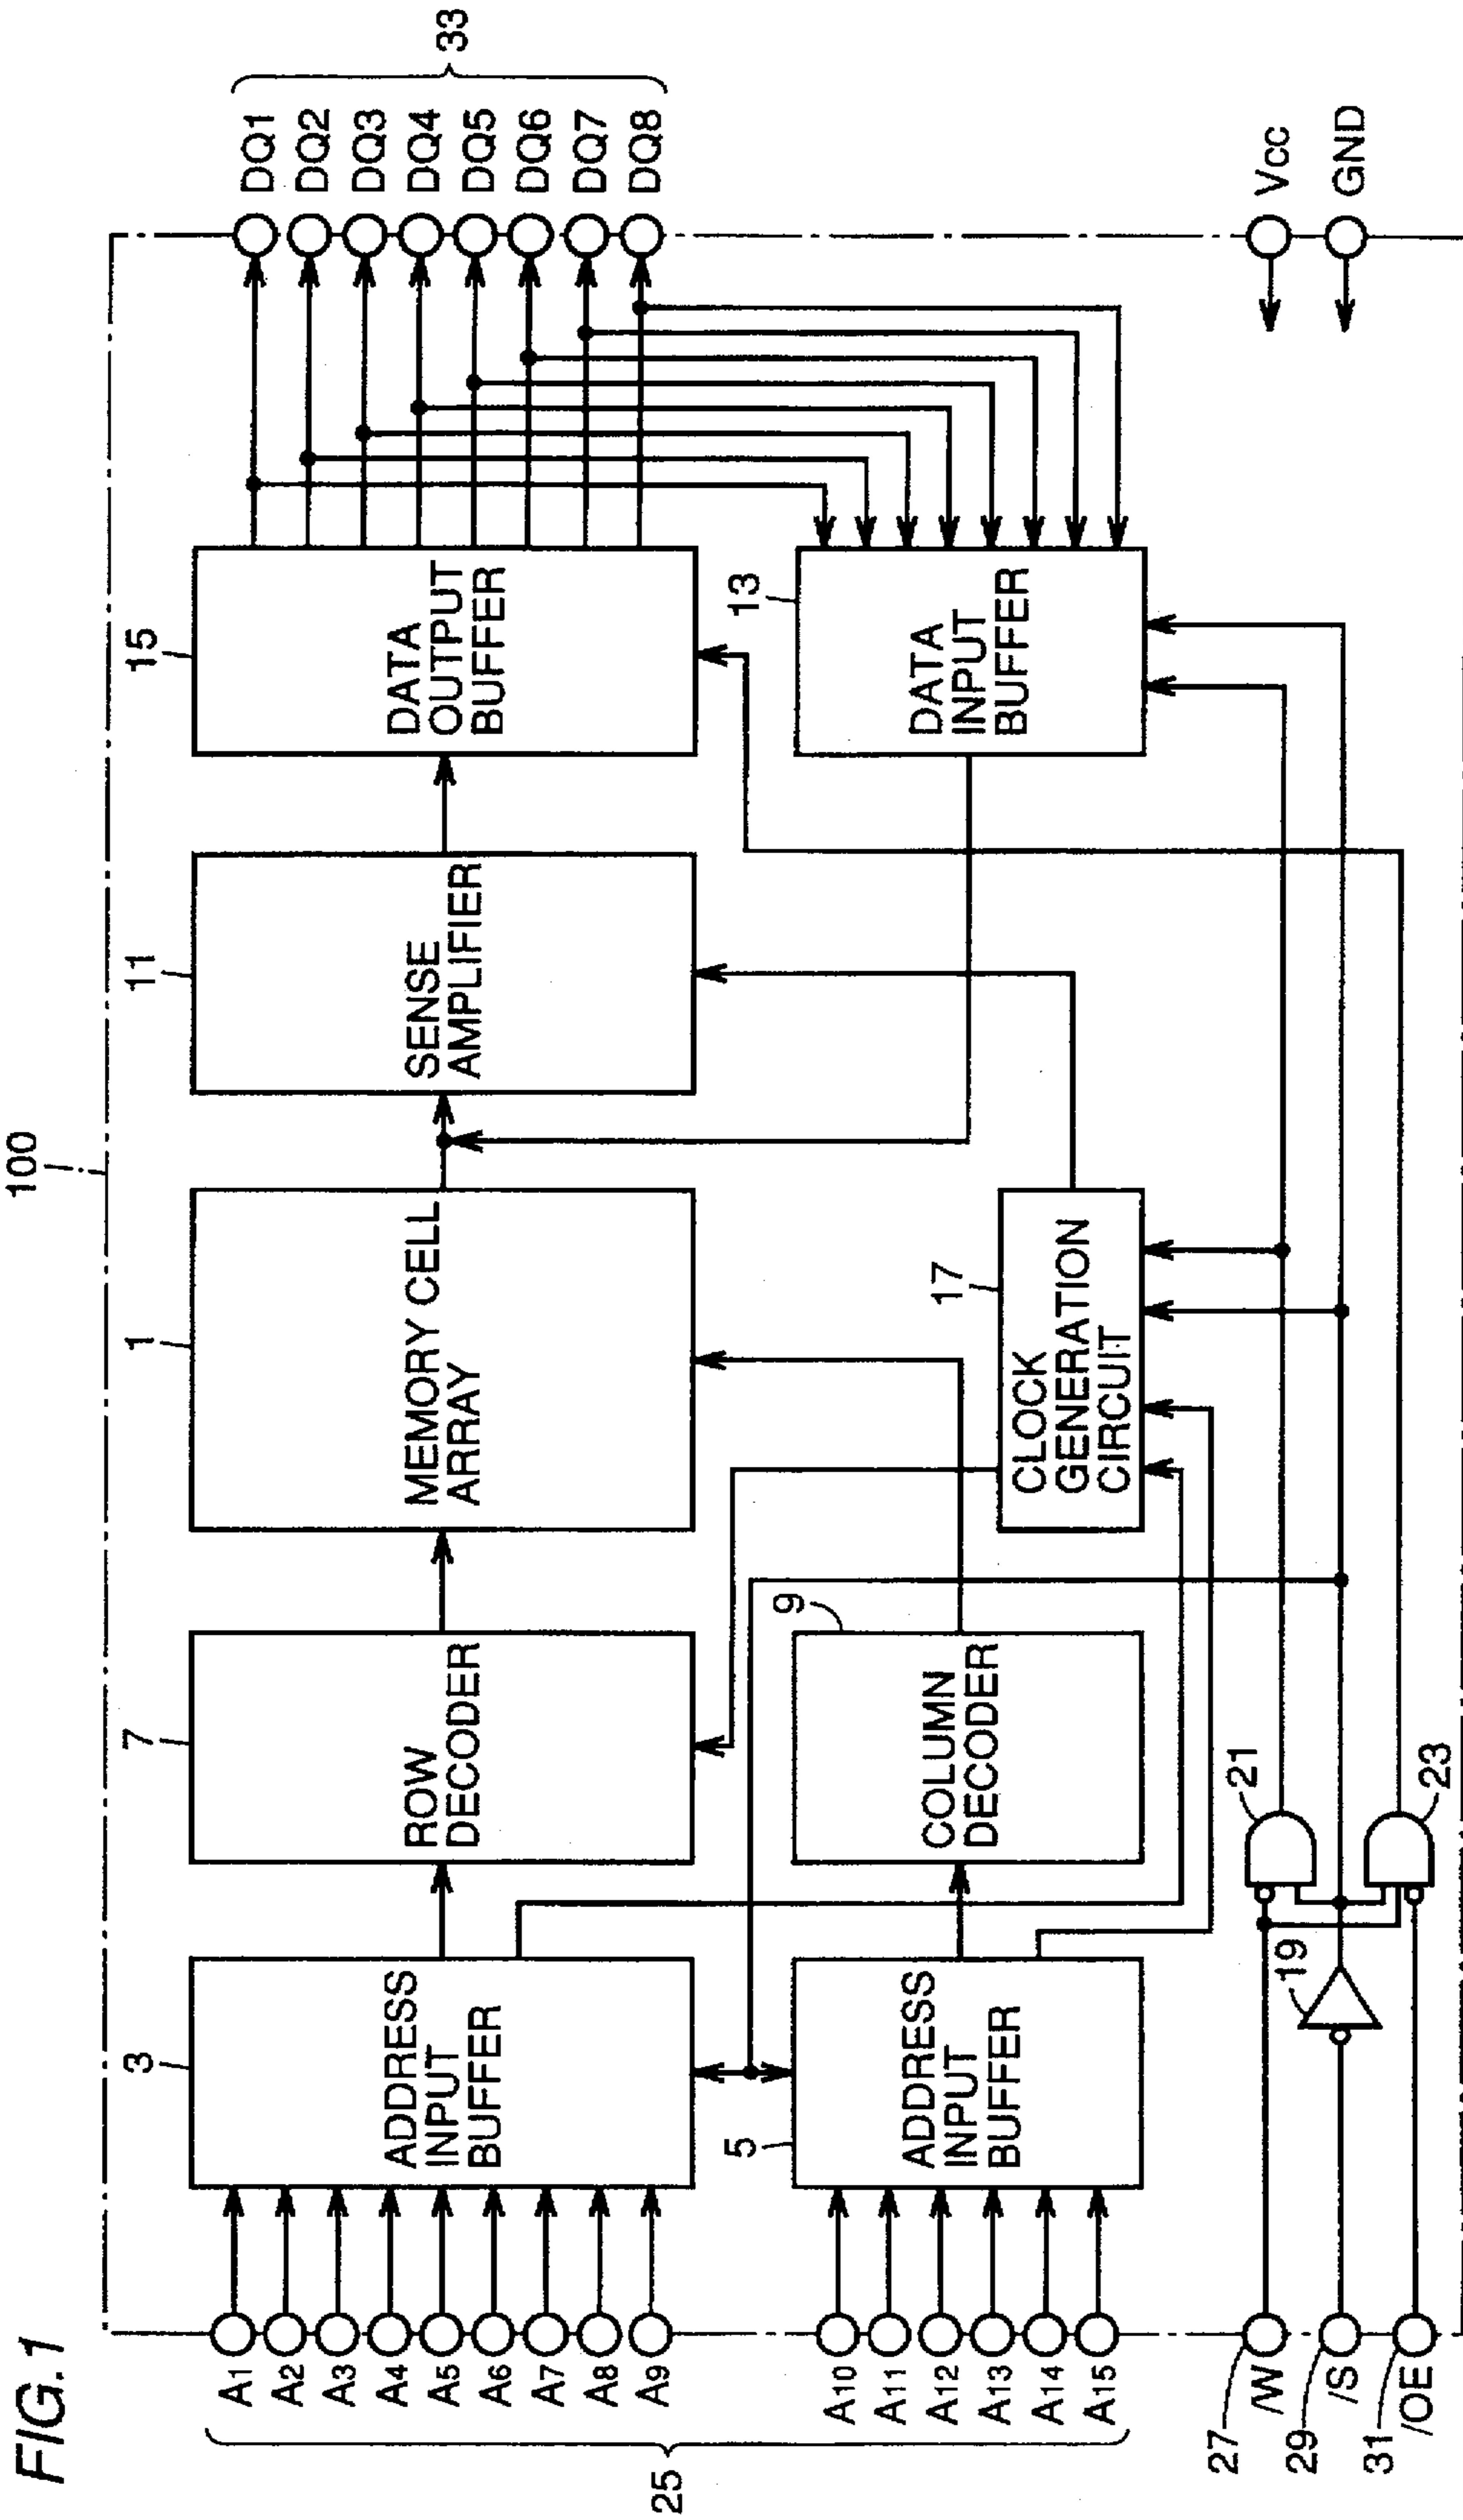 FIG.1
100
3
7
1
11
15
33
A1
A2
A3
A4
A5
A6
A7
A8
A9
ADDRESS
INPUT
BUFFER
ROW
DECODER
MEMORY CELL
ARRAY
SENSE
AMPLIFIER
DATA
OUTPUT
BUFFER
DQ1
DQ2
DQ3
DQ4
DQ5
DQ6
DQ7
DQ8
25
5
9
17
13
A10
A11
A12
A13
A14
A15
ADDRESS
INPUT
BUFFER
COLUMN
DECODER
CLOCK
GENERATION
CIRCUIT
DATA
INPUT
BUFFER
27
/W
29
/S
31
/OE
19
21
23
Vcc
GND